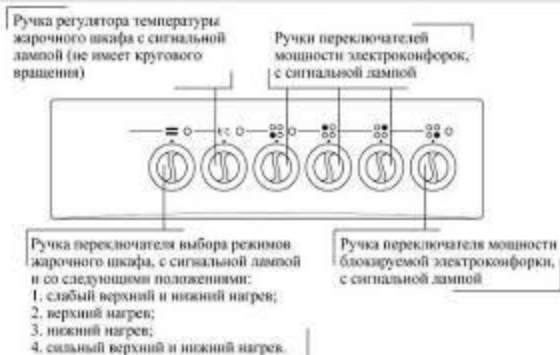 Ручка регулятора температуры
жарочного шкафа с сигнальной
лампой (не имеет кругового
вращения)
Ручки переключателей
мощности электроконфорок,
с сигнальной лампой
Ручка переключателя выбора режимов
жарочного шкафа, с сигнальной лампой
и со следующими положениями:
1. слабый верхний и нижний нагрев;
2. верхний нагрев;
3. нижний нагрев;
4. сильный верхний и нижний нагрев.
Ручка переключателя мощности
блокируемой электроконфорки,
с сигнальной лампой